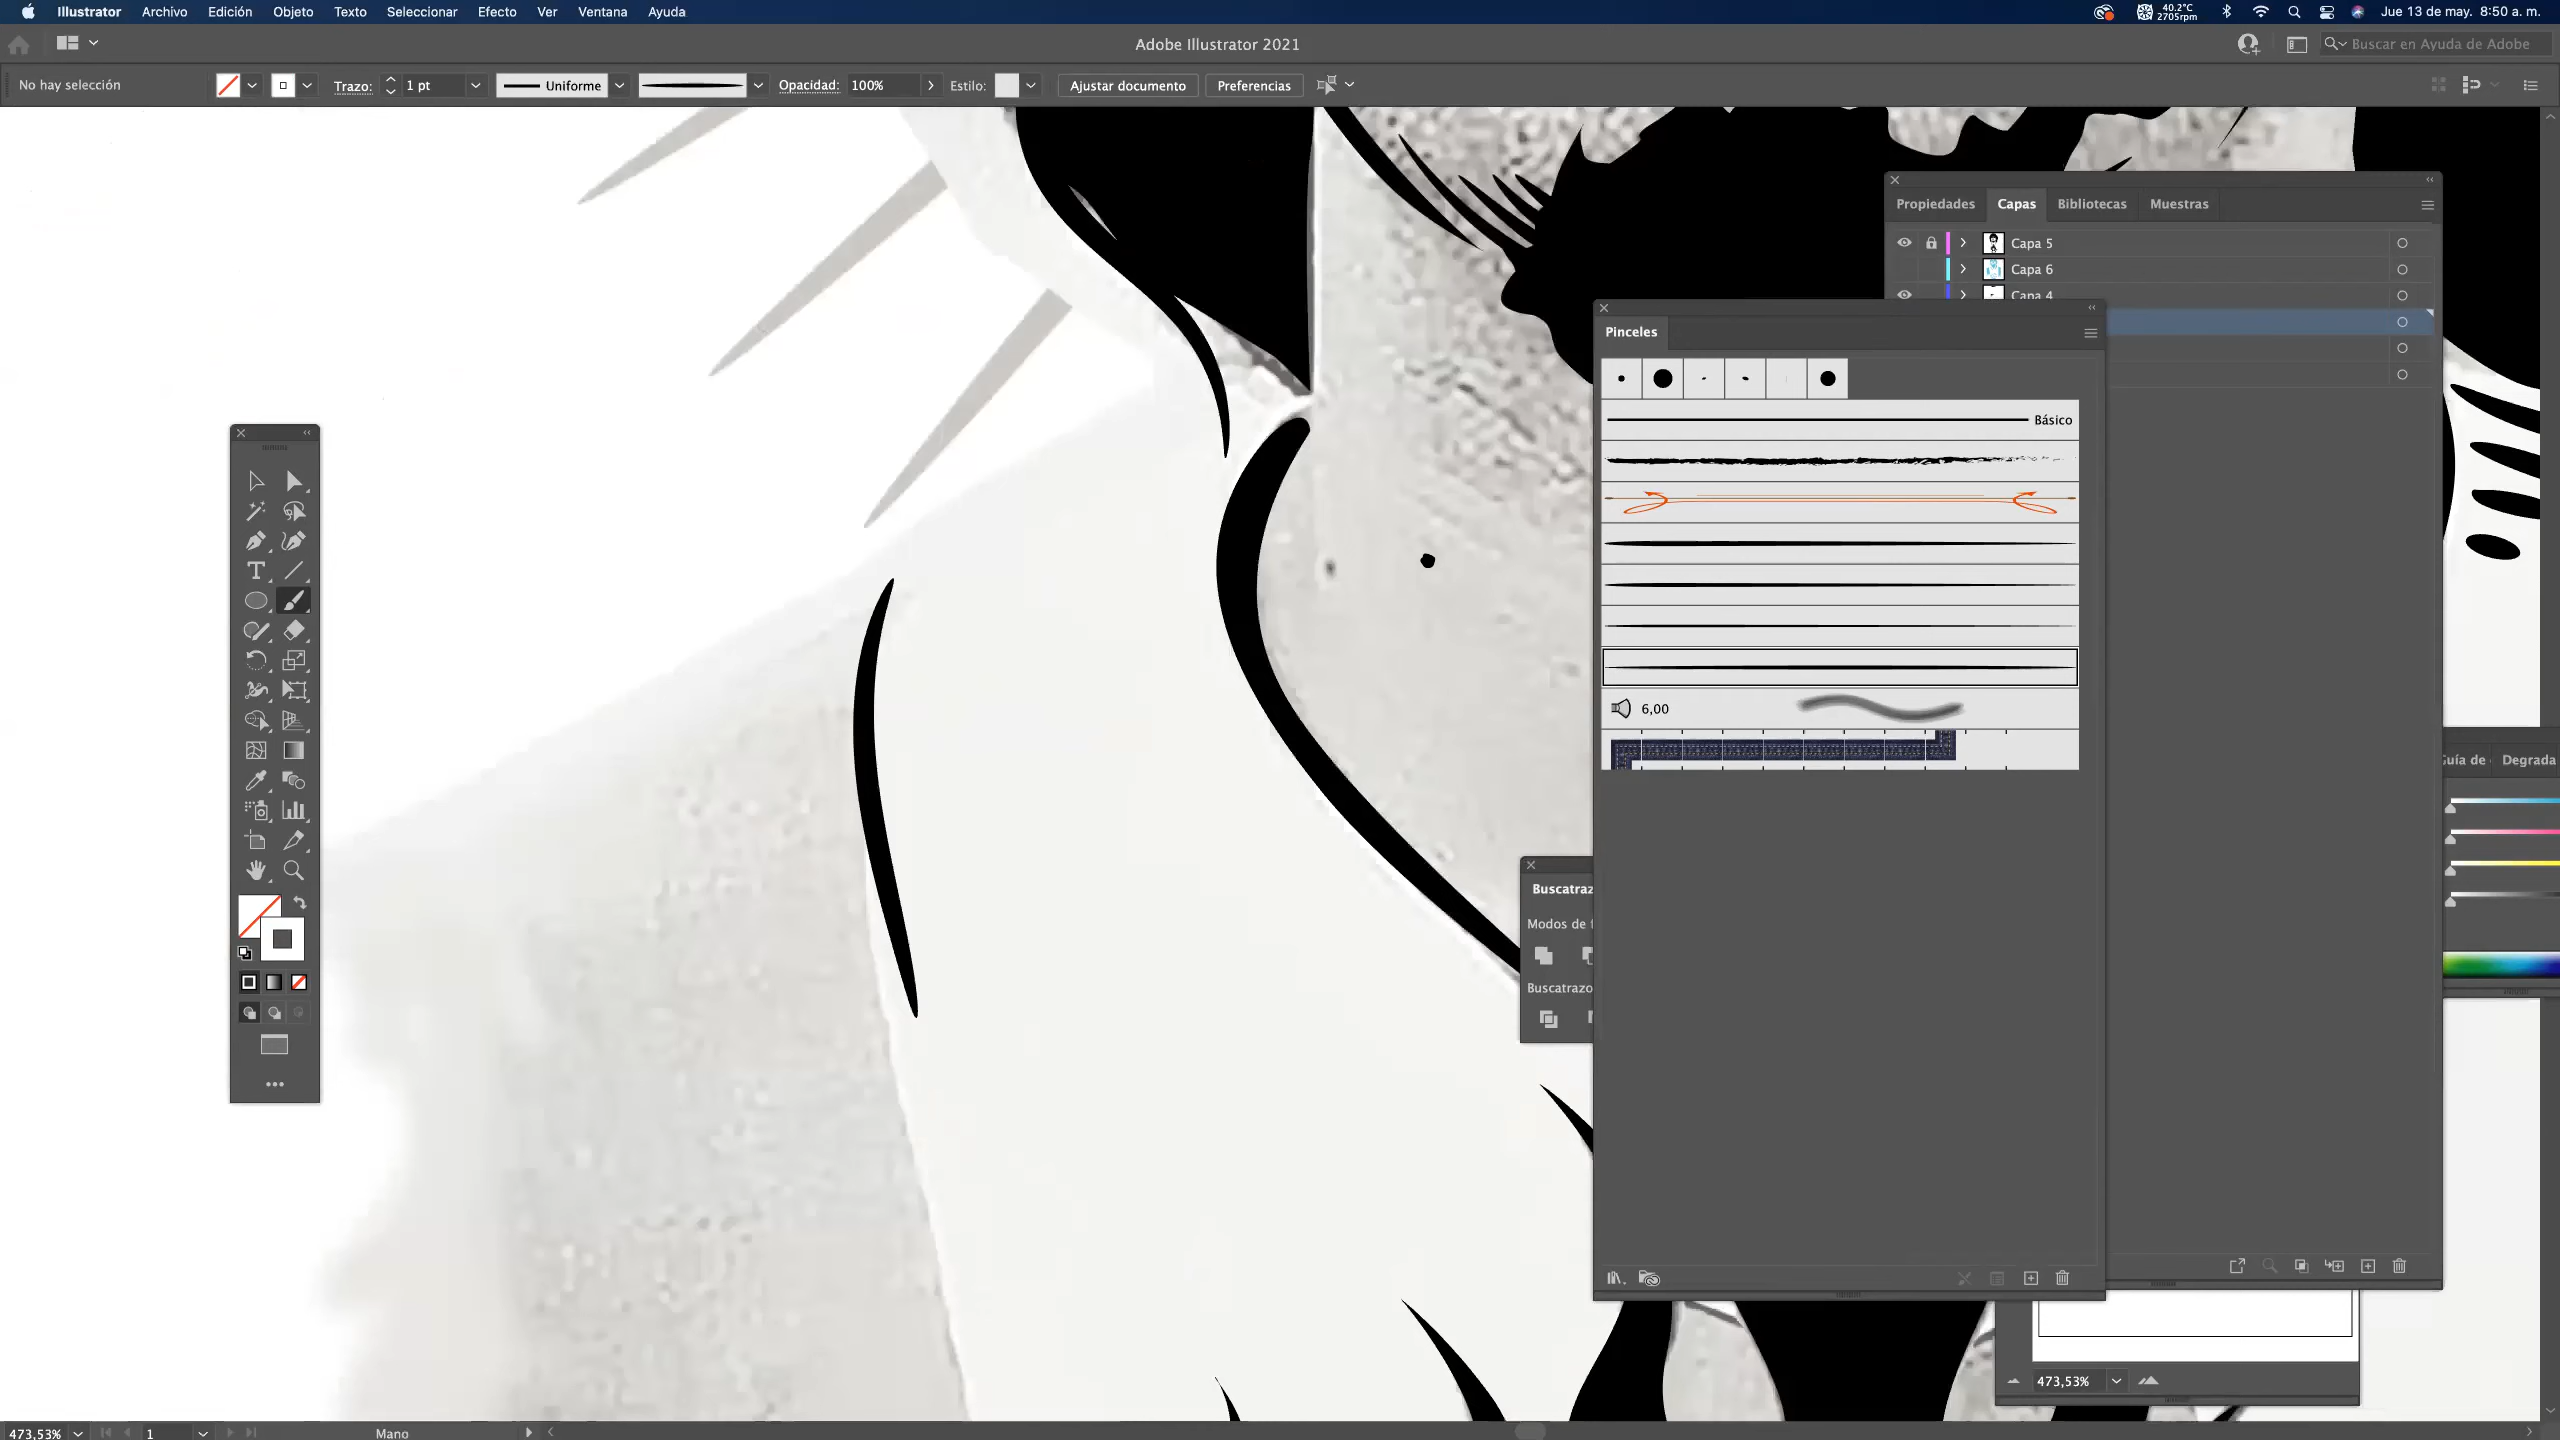 Illustrator Archivo Edición Objeto Texto Seleccionar Efecto Ver Ventana Ayuda
40.2°C
2705rpm
Jue 13 de may. 8:50 a. m.
Adobe Illustrator 2021
Buscar en Ayuda de Adobe
No hay selección
Trazo: 1 pt
Uniforme
Opacidad: 100%
Estilo:
Ajustar documento
Preferencias
Propiedades Capas Bibliotecas Muestras
Capa 5
Capa 6
Capa 4
Pinceles
Básico
6,00
Guía de Degrada
Buscatraz
Modos de f
Buscatrazo
473,53%
473,53%
1
Mano